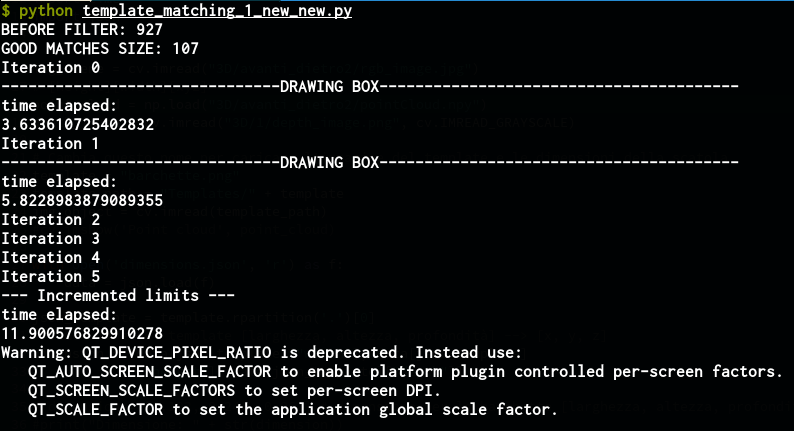 $ python template_matching_1_new_new.py
BEFORE FILTER: 927
GOOD MATCHES SIZE: 107
Iteration 0
-------------------------------DRAWING BOX----------------------------------------
time elapsed:
3.633610725402832
Iteration 1
-------------------------------DRAWING BOX----------------------------------------
time elapsed:
5.8228983879089355
Iteration 2
Iteration 3
Iteration 4
Iteration 5
--- Incremented limits ---
time elapsed:
11.900576829910278
Warning: QT_DEVICE_PIXEL_RATIO is deprecated. Instead use:
   QT_AUTO_SCREEN_SCALE_FACTOR to enable platform plugin controlled per-screen factors.
   QT_SCREEN_SCALE_FACTORS to set per-screen DPI.
   QT_SCALE_FACTOR to set the application global scale factor.